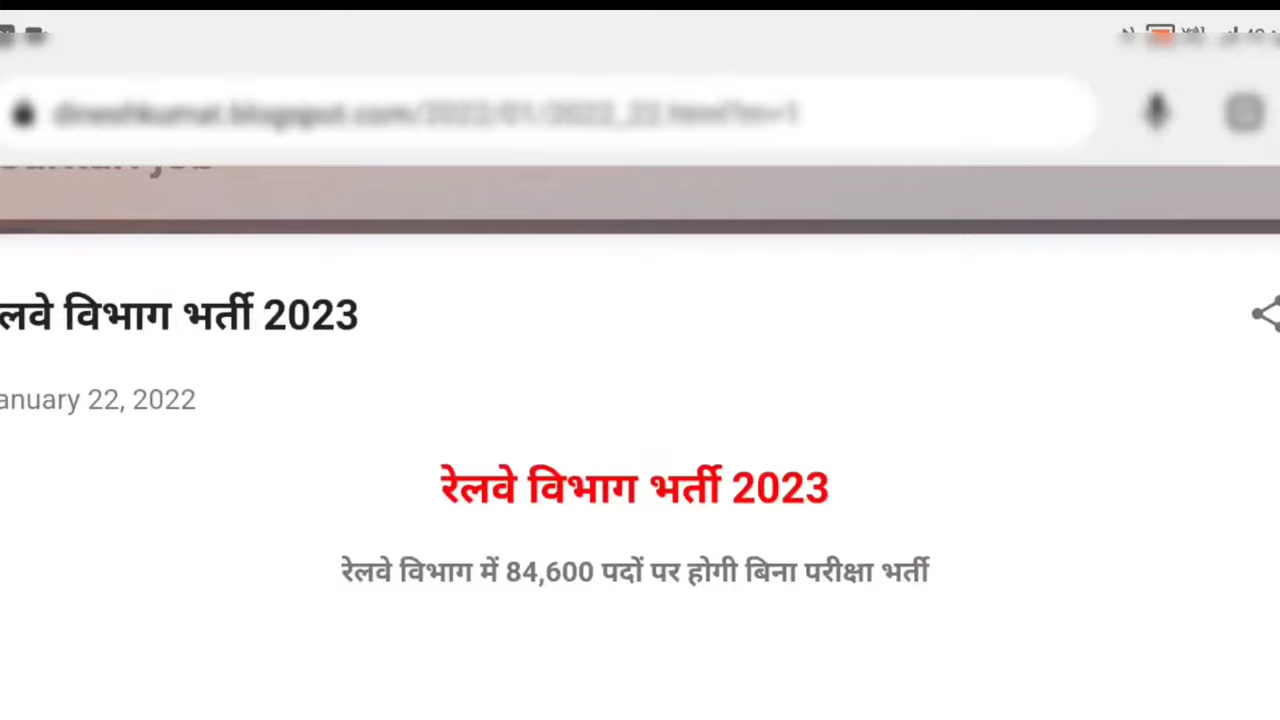 लवे विभाग भर्ती 2023
anuary 22, 2022
रेलवे विभाग भर्ती 2023
रेलवे विभाग में 84,600 पदों पर होगी बिना परीक्षा भर्ती